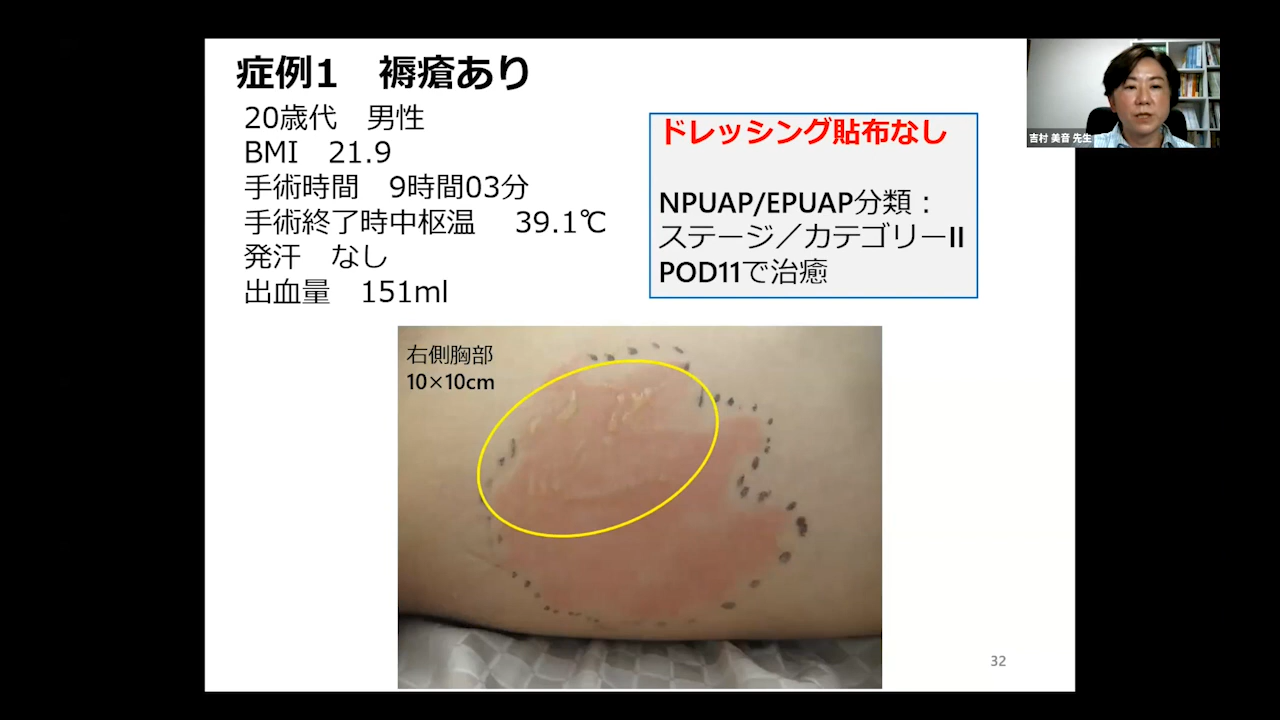 症例1　褥瘡あり
20歳代　男性
BMI　21.9
手術時間　9時間03分
手術終了時中枢温　39.1℃
発汗　なし
出血量　151ml
ドレッシング貼布なし
NPUAP/EPUAP分類：
ステージ／カテゴリーII
POD11で治癒
右側胸部
10×10cm
32
吉村 美音 先生